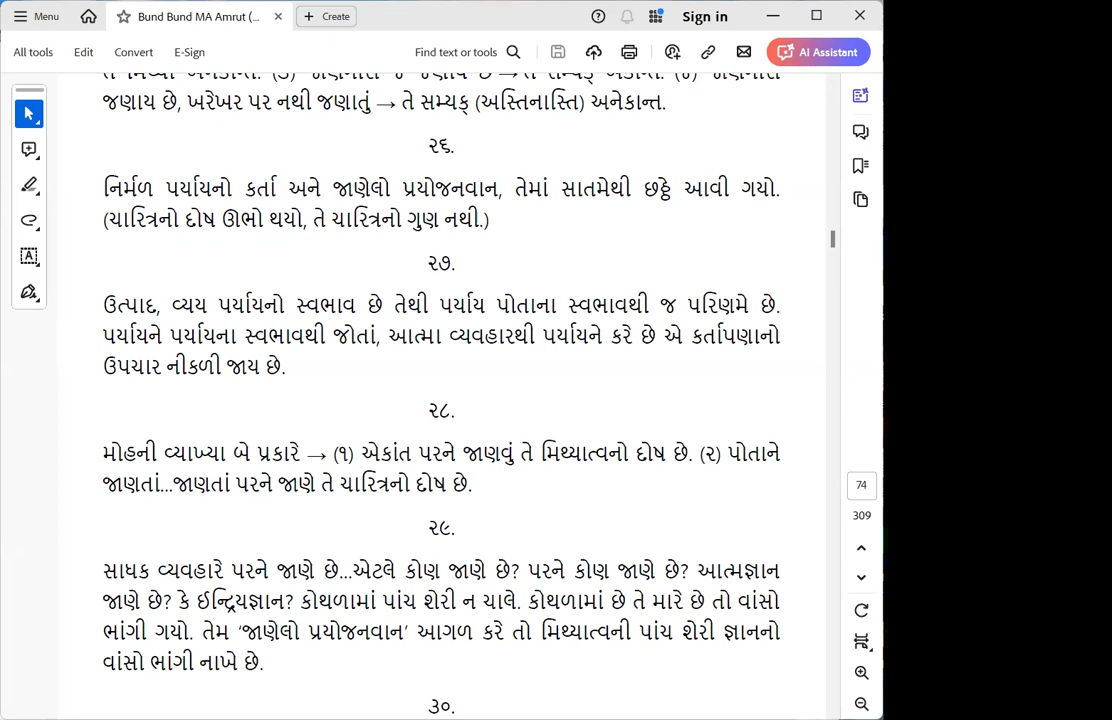 Menu
Bund Bund MA Amrut (...
Create
Sign in
All tools
Edit
Convert
E-Sign
Find text or tools
AI Assistant
જણાય છે, ખરેખર પર નથી જણાતું → તે સમ્યક્ (અસ્તિનાસ્તિ) અનેકાન્ત.
૨૬.
નિર્મળ પર્યાયનો કર્તા અને જાણેલો પ્રયોજનવાન, તેમાં સાતમેથી છઠ્ઠે આવી ગયો.
(ચારિત્રનો દોષ ઊભો થયો, તે ચારિત્રનો ગુણ નથી.)
૨૭.
ઉત્પાદ, વ્યય પર્યાયનો સ્વભાવ છે તેથી પર્યાય પોતાના સ્વભાવથી જ પરિણમે છે.
પર્યાયને પર્યાયના સ્વભાવથી જોતાં, આત્મા વ્યવહારથી પર્યાયને કરે છે એ કર્તાપણાનો
ઉપચાર નીકળી જાય છે.
૨૮.
મોહની વ્યાખ્યા બે પ્રકારે → (૧) એકાંત પરને જાણવું તે મિથ્યાત્વનો દોષ છે. (૨) પોતાને
જાણતાં...જાણતાં પરને જાણે તે ચારિત્રનો દોષ છે.
૨૯.
સાધક વ્યવહારે પરને જાણે છે...એટલે કોણ જાણે છે? પરને કોણ જાણે છે? આત્મજ્ઞાન
જાણે છે? કે ઈન્દ્રિયજ્ઞાન? કોથળામાં પાંચ શેરી ન ચાલે. કોથળામાં છે તે મારે છે તો વાંસો
ભાંગી ગયો. તેમ ‘જાણેલો પ્રયોજનવાન’ આગળ કરે તો મિથ્યાત્વની પાંચ શેરી જ્ઞાનનો
વાંસો ભાંગી નાખે છે.
૩૦.
74
309